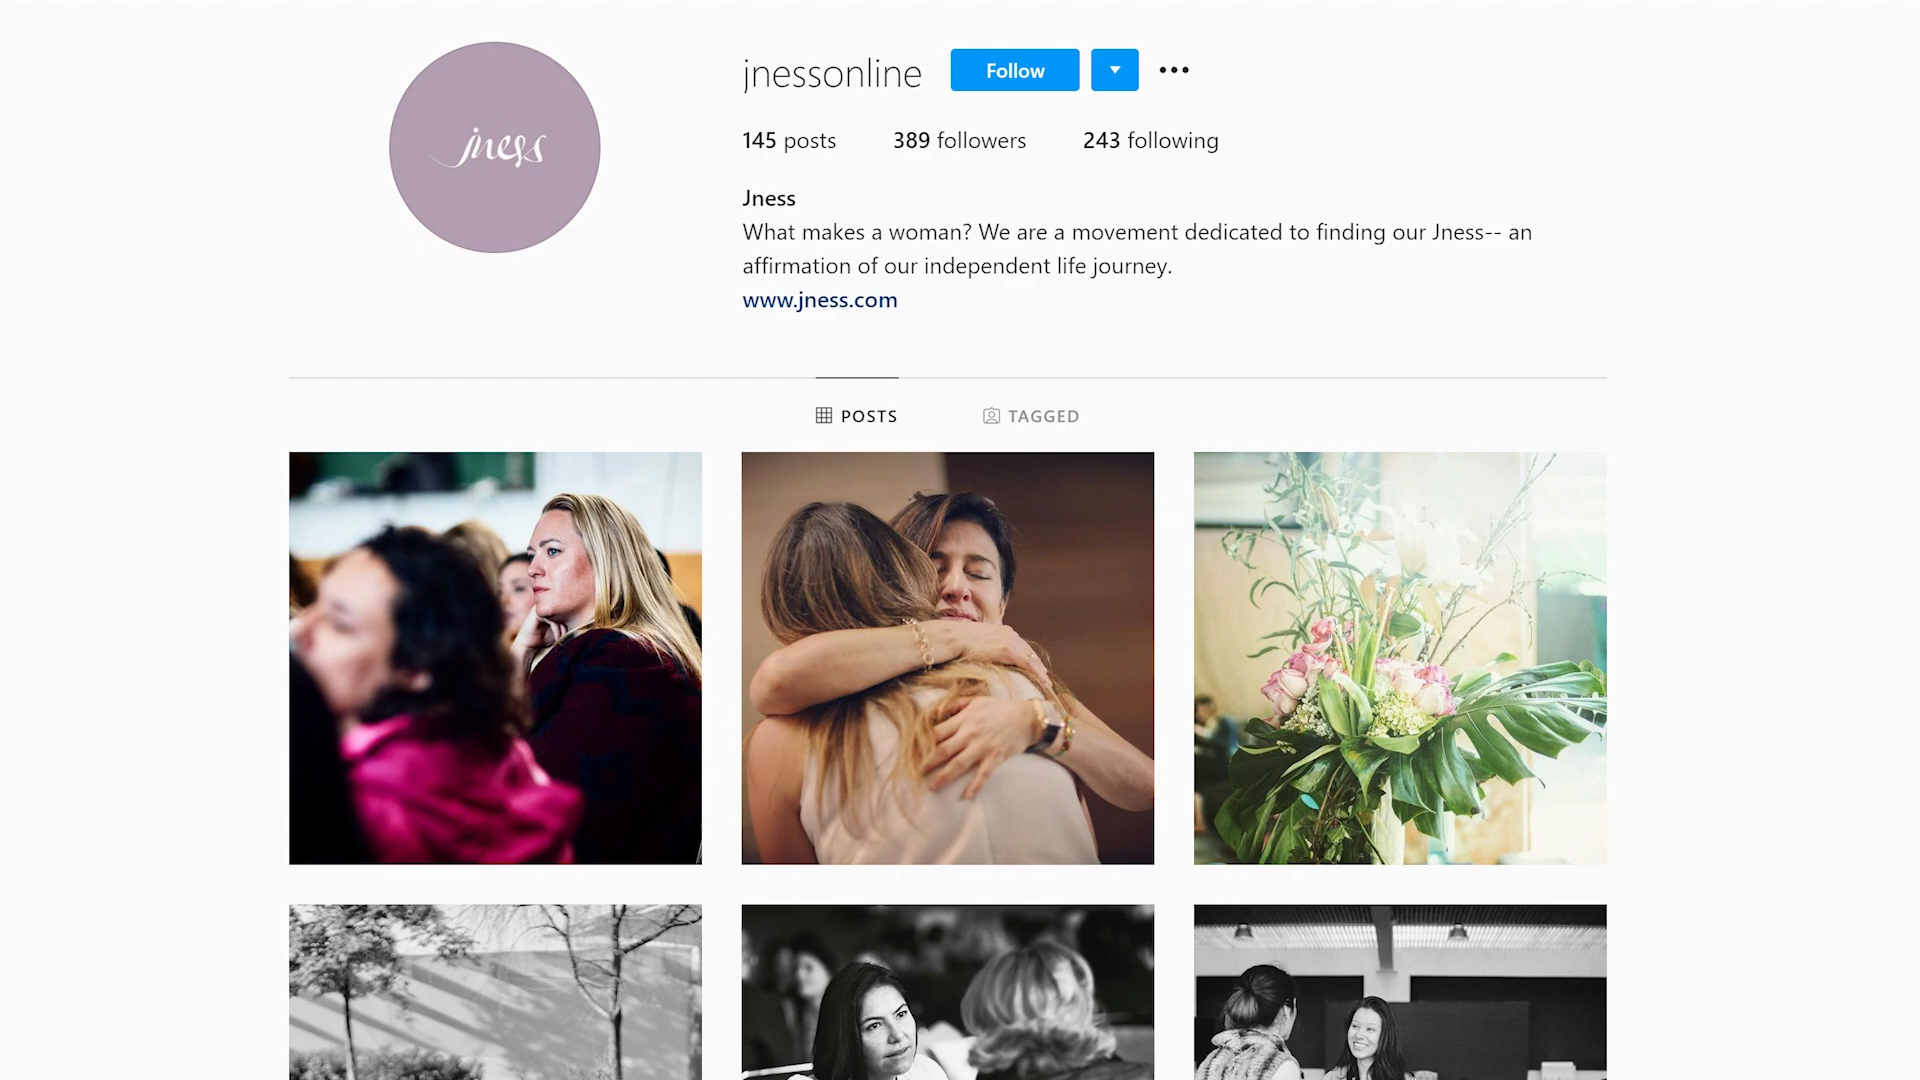 jness
jnessonline
Follow
145 posts 389 followers 243 following
Jness
What makes a woman? We are a movement dedicated to finding our Jness-- an
affirmation of our independent life journey.
www.jness.com
POSTS TAGGED